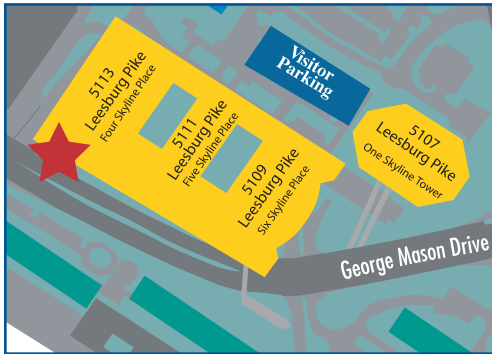 Visitor
Parking
5113
Leesburg Pike
Four Skyline Place
5111
Leesburg Pike
Five Skyline Place
5109
Leesburg Pike
Six Skyline Place
5107
Leesburg Pike
One Skyline Tower
George Mason Drive